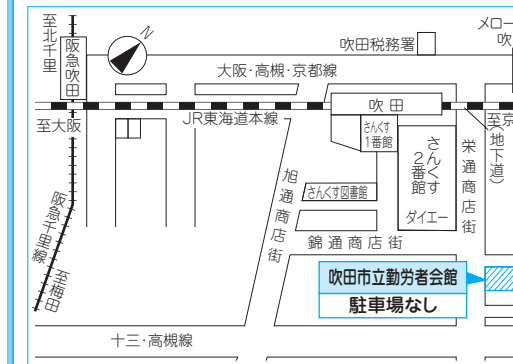 至北千里
阪急吹田
N
吹田税務署
メロー
吹
大阪・高槻・京都線
吹田
至大阪
JR東海道本線
至京
(地下道)
さんくす
1番館
さんくす
2番館
ダイエー
栄通商店街
旭通商店街
さんくす図書館
錦通商店街
阪急千里線
至梅田
吹田市立勤労者会館
駐車場なし
十三・高槻線